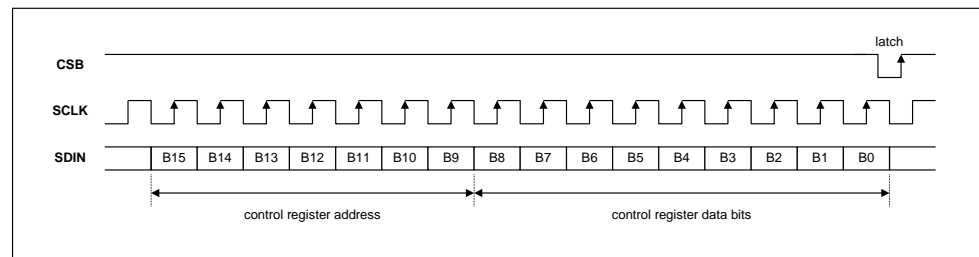 latch
CSB
SCLK
SDIN B15 B14 B13 B12 B11 B10 B9 B8 B7 B6 B5 B4 B3 B2 B1 B0
control register address control register data bits